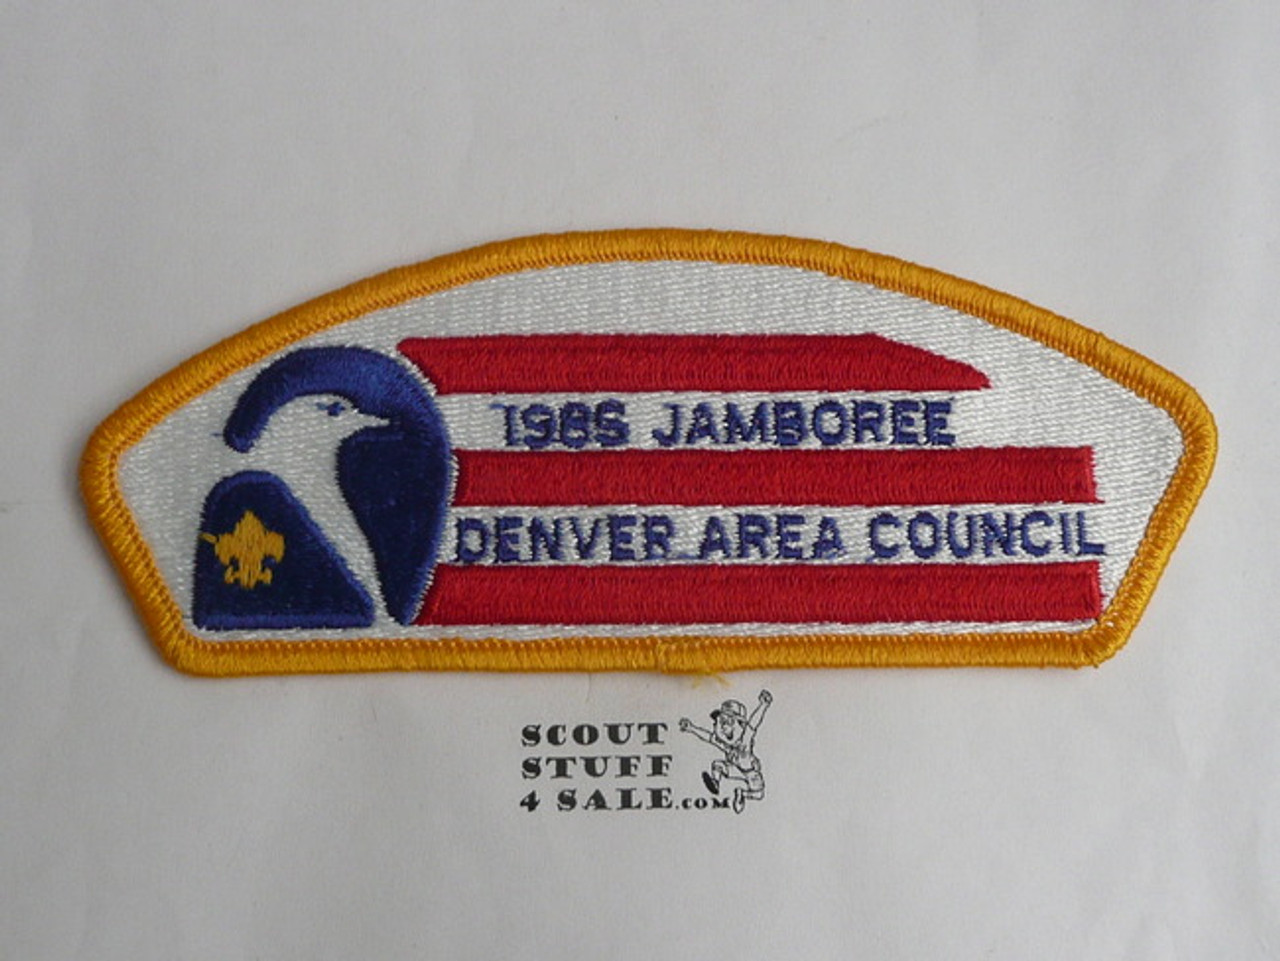 1985 JAMBOREE
DENVER AREA COUNCIL
SCOUT
STUFF
4 SALE.COM